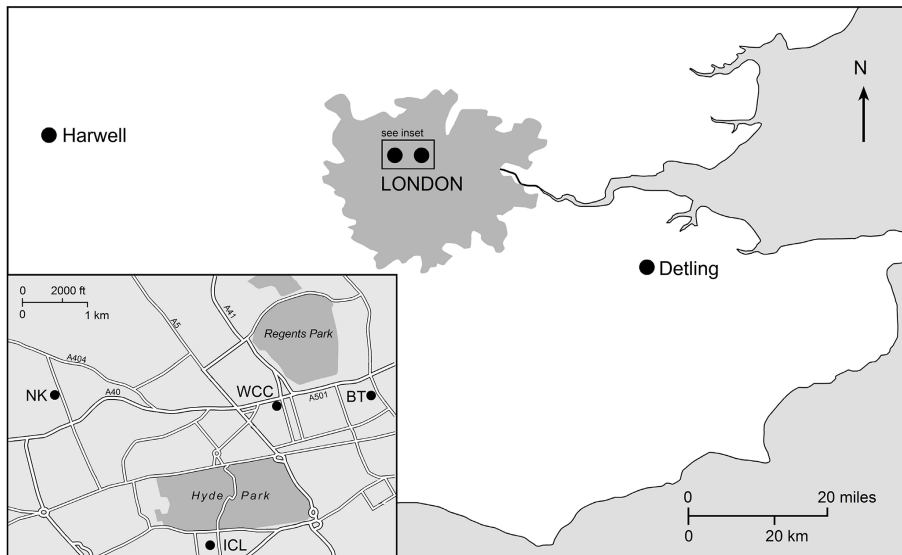 N
Harwell
see inset
LONDON
Detling
0 20 miles
0 20 km
0 2000 ft
0 1 km
A5
A41
Regents Park
A404
NK
A40
WCC
A501
BT
Hyde Park
ICL